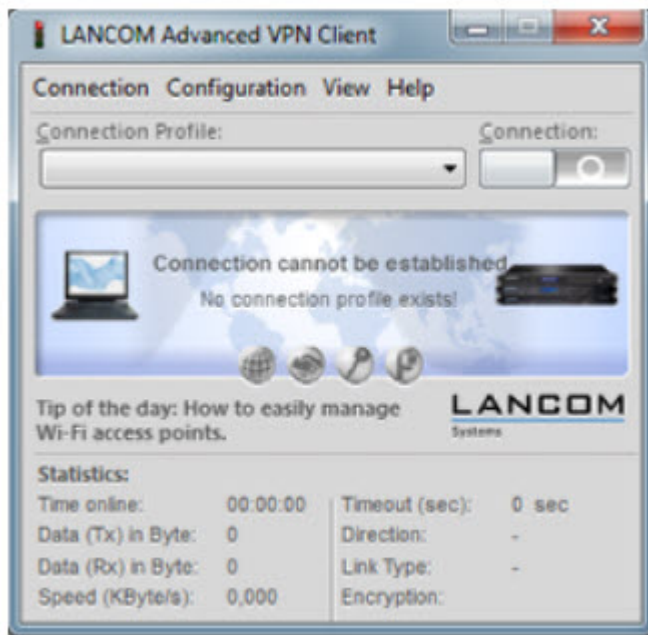 LANCOM Advanced VPN Client
Connection Configuration View Help
Connection Profile: Connection:
Connection cannot be established
No connection profile exists!
Tip of the day: How to easily manage
Wi-Fi access points.
LANCOM
Systems
Statistics:
Time online: 00:00:00 Timeout (sec): 0 sec
Data (Tx) in Byte: 0 Direction: -
Data (Rx) in Byte: 0 Link Type: -
Speed (KByte/s): 0,000 Encryption: